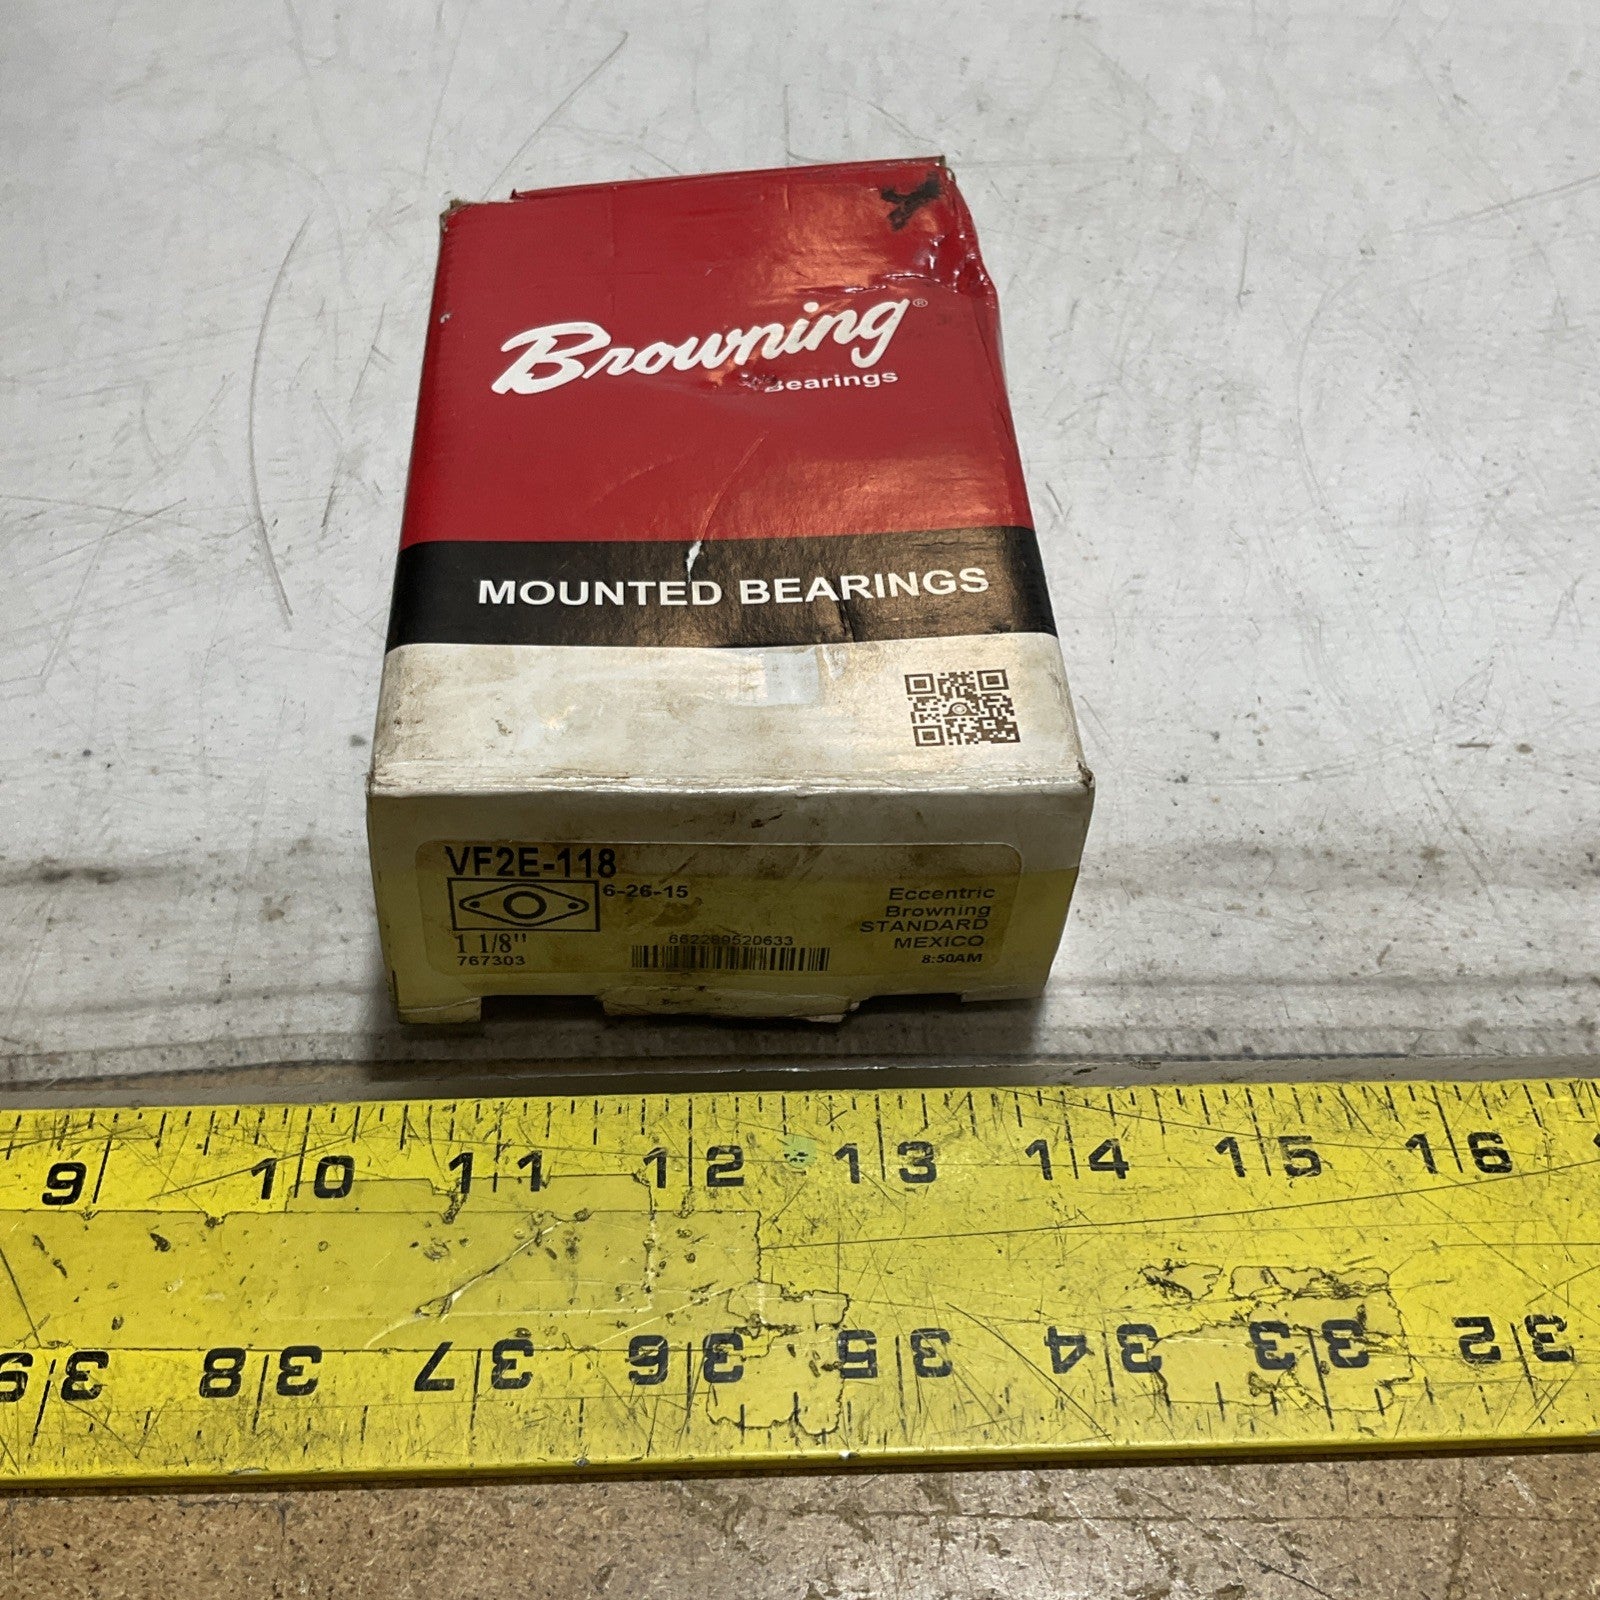 Browning®
Bearings
MOUNTED BEARINGS
VF2E-118
6-26-15
1 1/8"
767303
662289520633
Eccentric
Browning
STANDARD
MEXICO
8:50AM
9 10 11 12 13 14 15 16
39 38 37 36 35 34 33 32